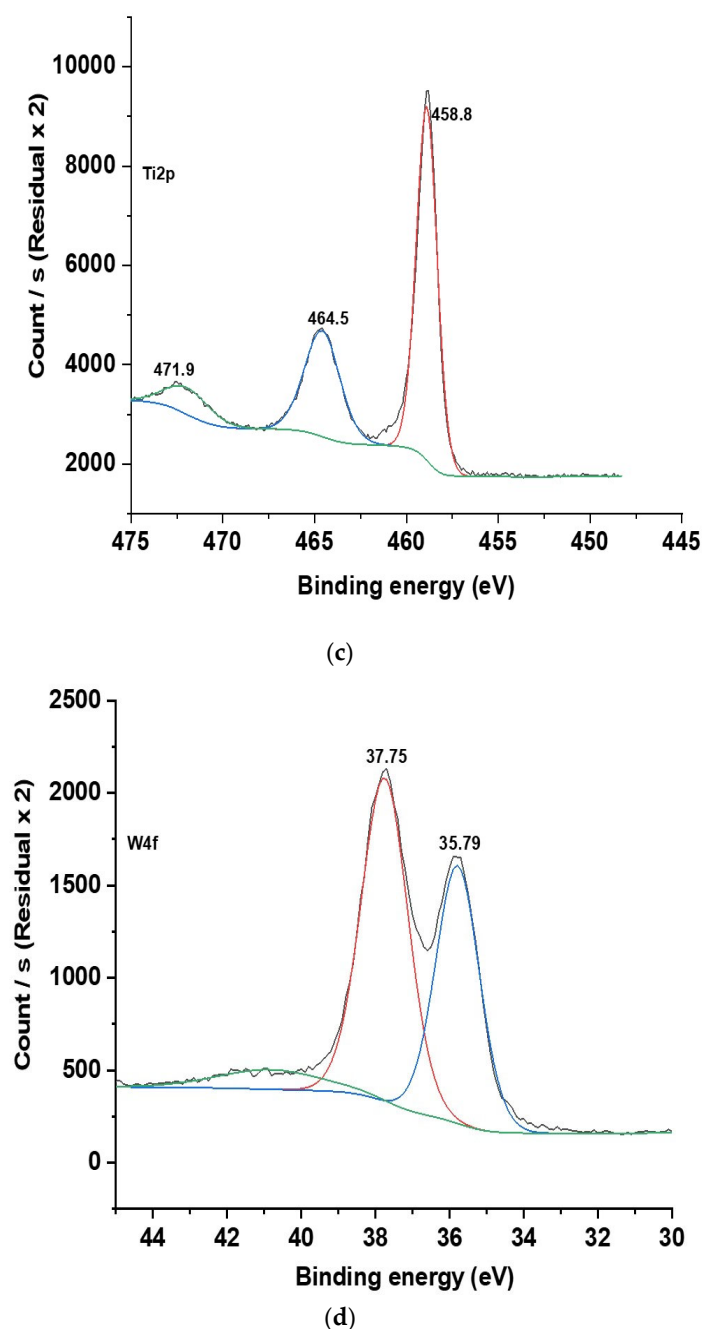 10000
8000
6000
4000
2000
Count / s (Residual x 2)
Ti2p
458.8
464.5
471.9
475 470 465 460 455 450 445
Binding energy (eV)
(c)
2500
2000
1500
1000
500
0
Count / s (Residual x 2)
W4f
37.75
35.79
44 42 40 38 36 34 32 30
Binding energy (eV)
(d)